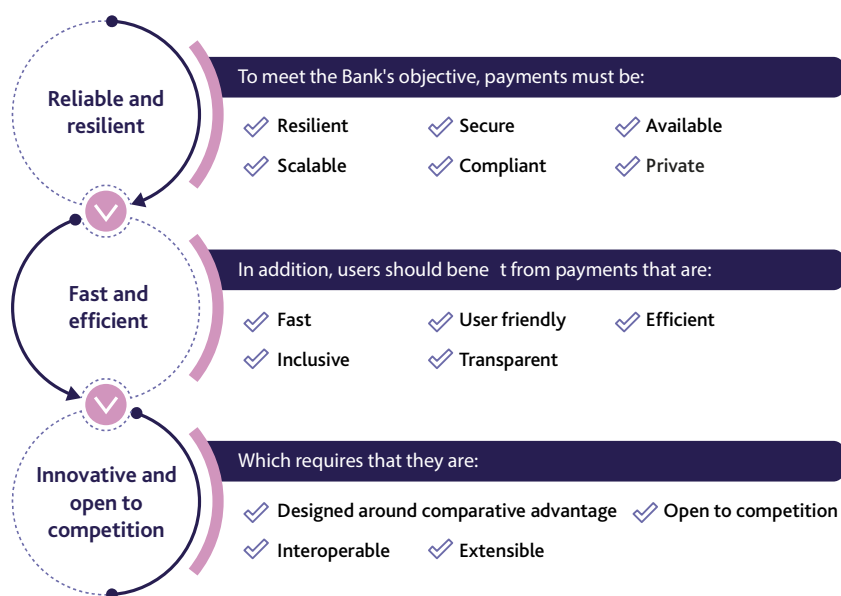 Reliable and
resilient
To meet the Bank's objective, payments must be:
Resilient Secure Available
Scalable Compliant Private
Fast and
efficient
In addition, users should bene t from payments that are:
Fast User friendly Efficient
Inclusive Transparent
Innovative and
open to
competition
Which requires that they are:
Designed around comparative advantage Open to competition
Interoperable Extensible